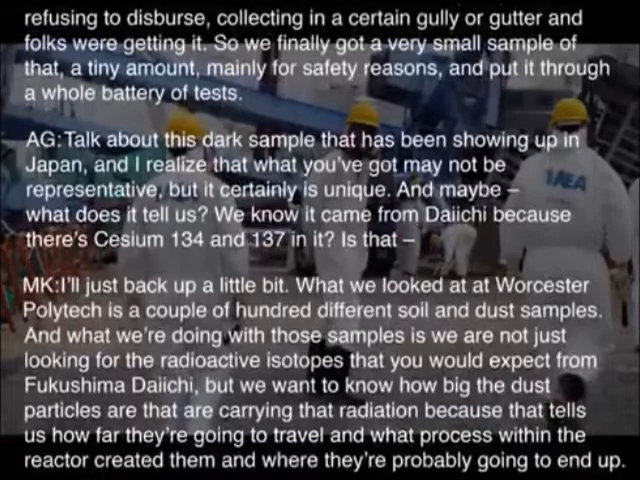 refusing to disburse, collecting in a certain gully or gutter and
folks were getting it. So we finally got a very small sample of
that, a tiny amount, mainly for safety reasons, and put it through
a whole battery of tests.
AG:Talk about this dark sample that has been showing up in
Japan, and I realize that what you've got may not be
representative, but it certainly is unique. And maybe –
what does it tell us? We know it came from Daiichi because
there's Cesium 134 and 137 in it? Is that –
MK:I'll just back up a little bit. What we looked at at Worcester
Polytech is a couple of hundred different soil and dust samples.
And what we're doing with those samples is we are not just
looking for the radioactive isotopes that you would expect from
Fukushima Daiichi, but we want to know how big the dust
particles are that are carrying that radiation because that tells
us how far they're going to travel and what process within the
reactor created them and where they're probably going to end up.
IAEA